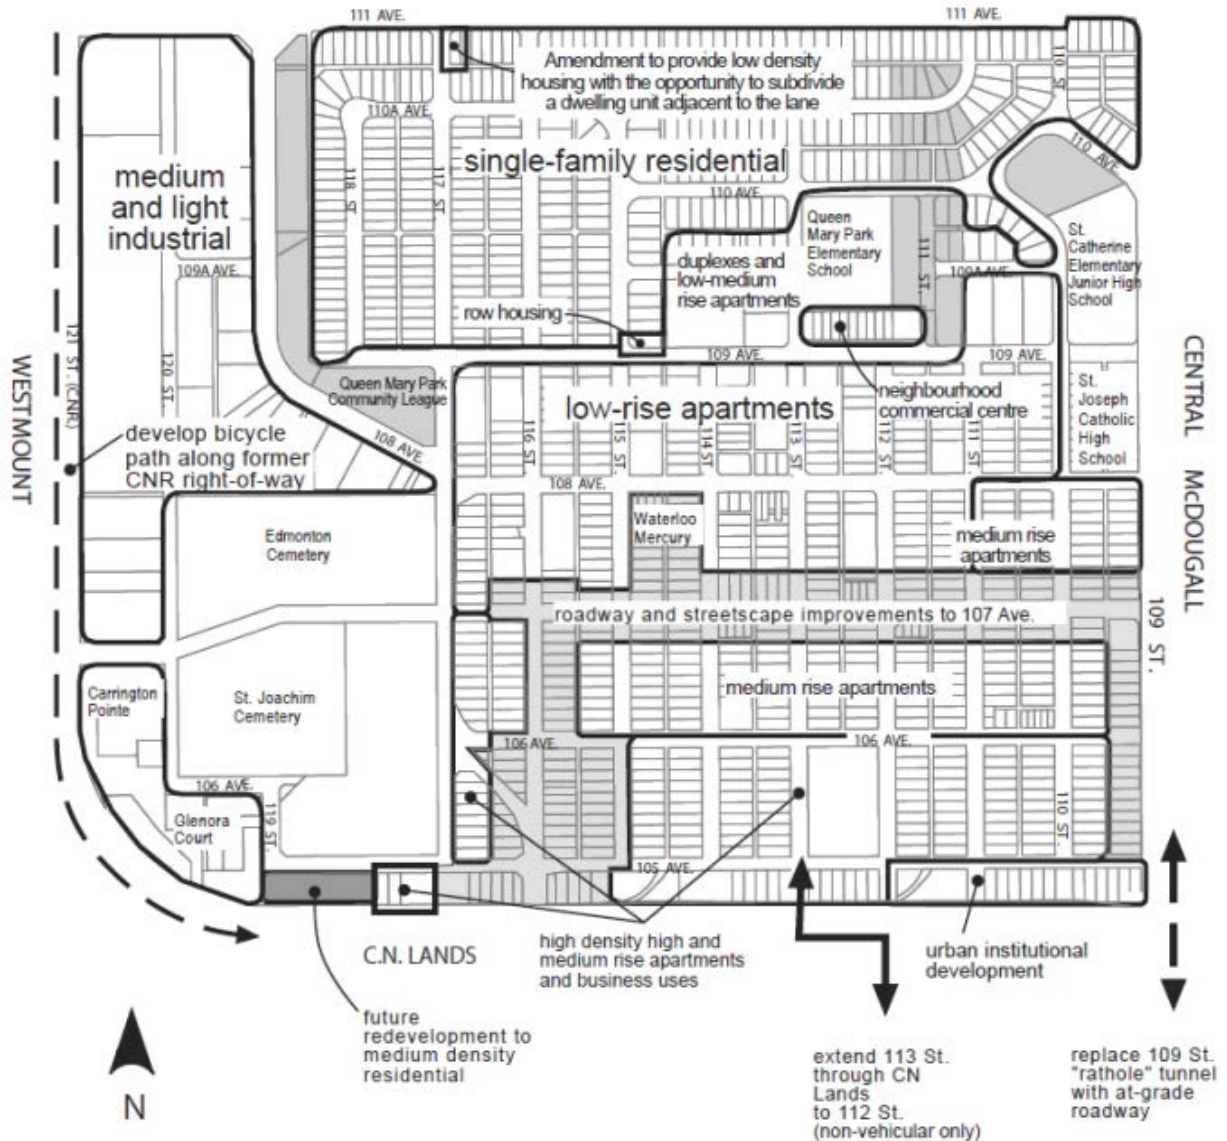 111 AVE.
111 AVE.
Amendment to provide low density
housing with the opportunity to subdivide
a dwelling unit adjacent to the lane
110 ST.
110A AVE.
110 AVE.
single-family residential
medium
and light
industrial
118 ST
117 ST.
110 AVE.
Queen
Mary Park
Elementary
School
111 ST.
St.
Catherine
Elementary
Junior High
School
duplexes and
low-medium
rise apartments
109A AVE.
109A AVE.
row housing
109 AVE.
109 AVE.
121 ST. (CNR)
120 ST.
WESTMOUNT
CENTRAL McDOUGALL
Queen Mary Park
Community League
neighbourhood
commercial centre
low-rise apartments
St.
Joseph
Catholic
High
School
develop bicycle
path along former
CNR right-of-way
108 AVE.
116 ST.
115 ST.
114 ST.
113 ST.
112 ST.
111 ST.
108 AVE.
Waterloo
Mercury
Edmonton
Cemetery
medium rise
apartments
roadway and streetscape improvements to 107 Ave.
109 ST.
Carrington
Pointe
St. Joachim
Cemetery
medium rise apartments
106 AVE.
106 AVE.
106 AVE.
Glenora
Court
119 ST.
110 ST.
105 AVE.
C.N. LANDS
high density high and
medium rise apartments
and business uses
urban institutional
development
future
redevelopment to
medium density
residential
N
extend 113 St.
through CN
Lands
to 112 St.
(non-vehicular only)
replace 109 St.
"rathole" tunnel
with at-grade
roadway